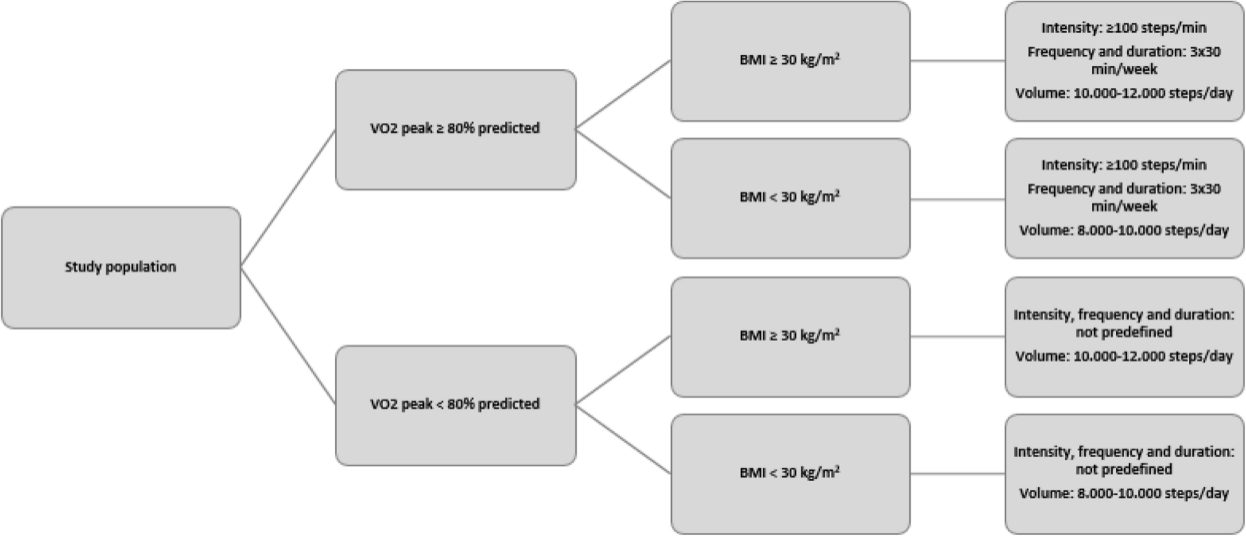 Study population
VO2 peak ≥ 80% predicted
BMI ≥ 30 kg/m²
Intensity: ≥100 steps/min
Frequency and duration: 3x30
min/week
Volume: 10.000-12.000 steps/day
BMI < 30 kg/m²
Intensity: ≥100 steps/min
Frequency and duration: 3x30
min/week
Volume: 8.000-10.000 steps/day
VO2 peak < 80% predicted
BMI ≥ 30 kg/m²
Intensity, frequency and duration:
not predefined
Volume: 10.000-12.000 steps/day
BMI < 30 kg/m²
Intensity, frequency and duration:
not predefined
Volume: 8.000-10.000 steps/day